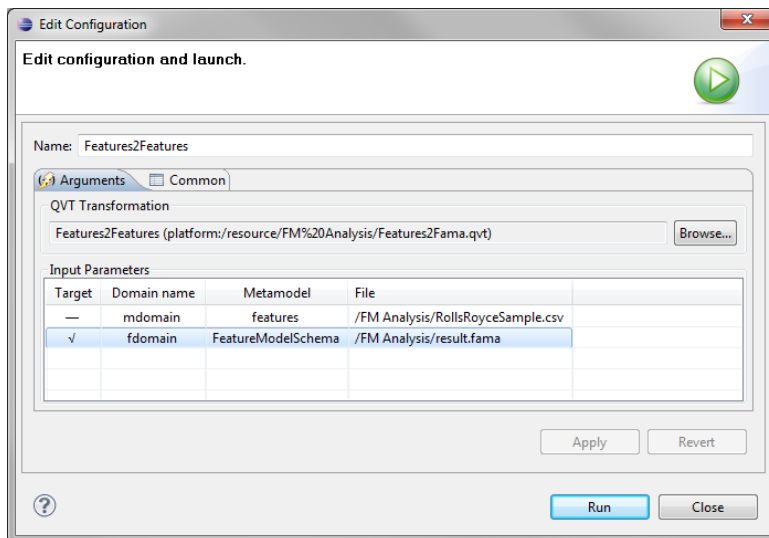 Edit Configuration
Edit configuration and launch.
Name: Features2Features
Arguments Common
QVT Transformation
Features2Features (platform:/resource/FM%20Analysis/Features2Fama.qvt) Browse...
Input Parameters
Target Domain name Metamodel File
— mdomain features /FM Analysis/RollsRoyceSample.csv
√ fdomain FeatureModelSchema /FM Analysis/result.fama
Apply Revert
? Run Close